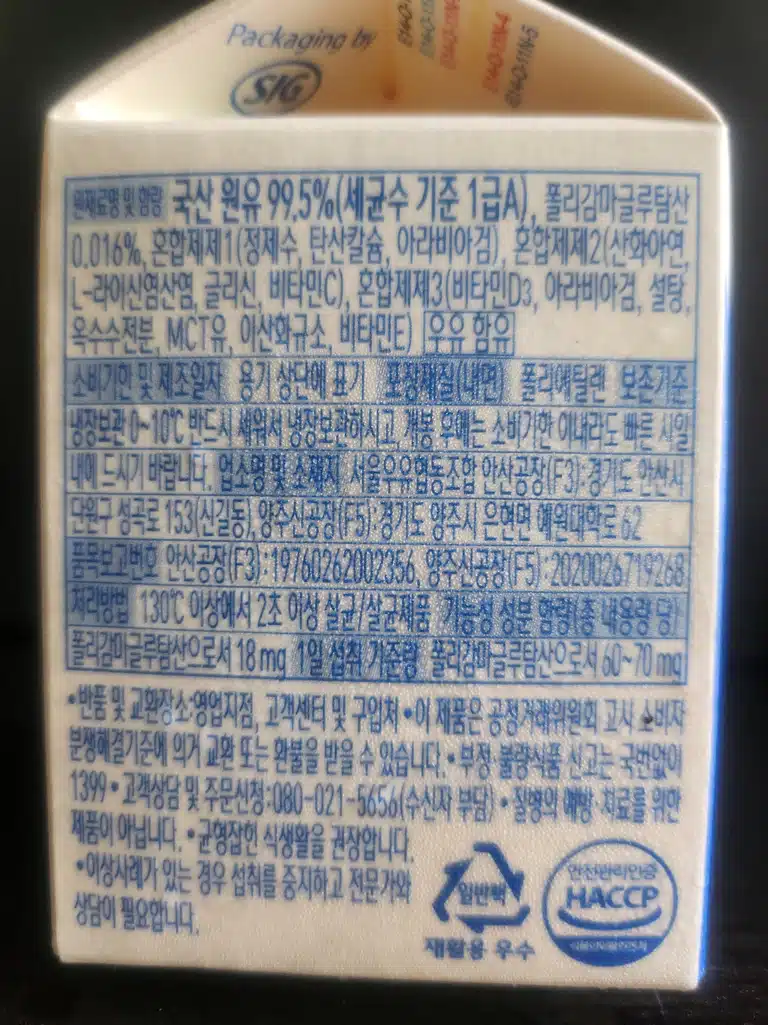 Packaging by
SIG
원재료명 및 함량 국산 원유 99.5%(세균수 기준 1급A), 폴리감마글루탐산
0.016%, 혼합제제1(정제수, 탄산칼슘, 아라비아검), 혼합제제2(산화아연,
L-라이신염산염, 글리신, 비타민C), 혼합제제3(비타민D3, 아라비아검, 설탕,
옥수수전분, MCT유, 이산화규소, 비타민E) 우유 함유
소비기한 및 제조일자 용기 상단에 표기 포장재질(내면) 폴리에틸렌 보존기준
냉장보관 0~10℃ 반드시 세워서 냉장보관하시고, 개봉 후에는 소비기한 이내라도 빠른 시일
내에 드시기 바랍니다. 업소명 및 소재지 서울우유협동조합 안산공장(F3):경기도 안산시
단원구 성곡로 153(신길동), 양주신공장(F5):경기도 양주시 은현면 예원대학로 62
품목보고번호 안산공장(F3):19760262002356, 양주신공장(F5):2020026719268
처리방법 130℃ 이상에서 2초 이상 살균/살균제품 기능성 성분 함량(총 내용량 당)
폴리감마글루탐산으로서 18mg 1일 섭취 기준량 폴리감마글루탐산으로서 60~70mg
•반품 및 교환장소:영업지점, 고객센터 및 구입처 •이 제품은 공정거래위원회 고시 소비자
분쟁해결기준에 의거 교환 또는 환불을 받을 수 있습니다. •부정·불량식품 신고는 국번없이
1399 •고객상담 및 주문신청:080-021-5656(수신자 부담) •질병의 예방·치료를 위한
제품이 아닙니다. •균형잡힌 식생활을 권장합니다.
•이상사례가 있는 경우 섭취를 중지하고 전문가와
상담이 필요합니다.
일반팩
재활용 우수
안전관리인증
HACCP